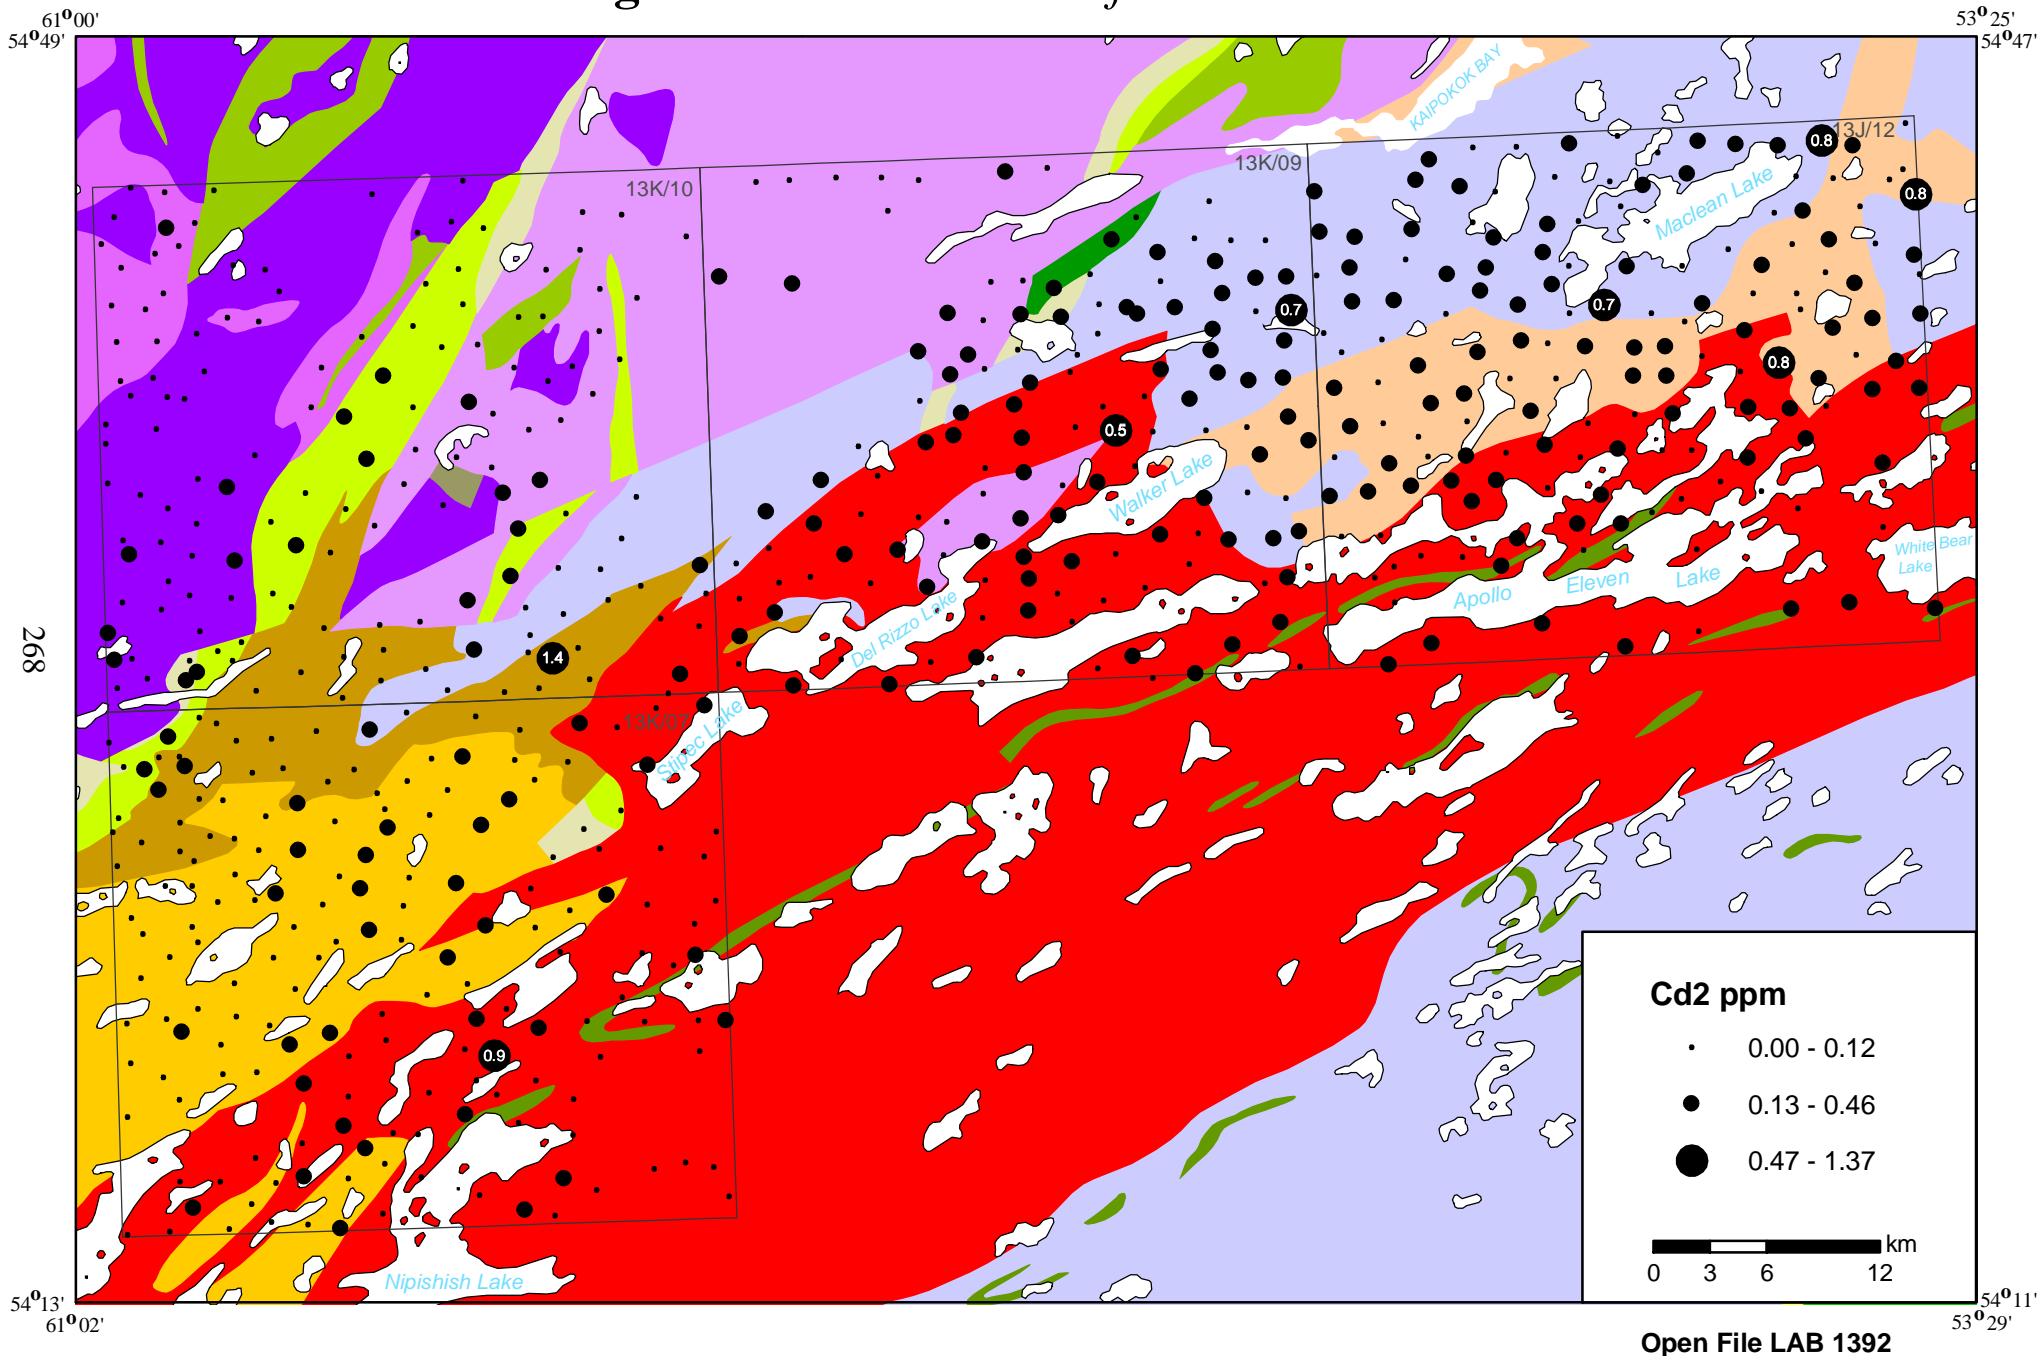 61°00'
53°25'
54°49'
54°47'
KAIPOKOK BAY
13K/09
13J/12
0.8
13K/10
Maclean Lake
0.8
0.7
0.7
0.8
0.5
Walker Lake
White Bear
Lake
Eleven
Lake
Apollo
Del Rizzo Lake
268
1.4
13K/07
Stipec Lake
0.9
Cd2 ppm
0.00 - 0.12
0.13 - 0.46
0.47 - 1.37
km
0 3 6 12
Nipishish Lake
54°13'
54°11'
61°02'
53°29'
Open File LAB 1392